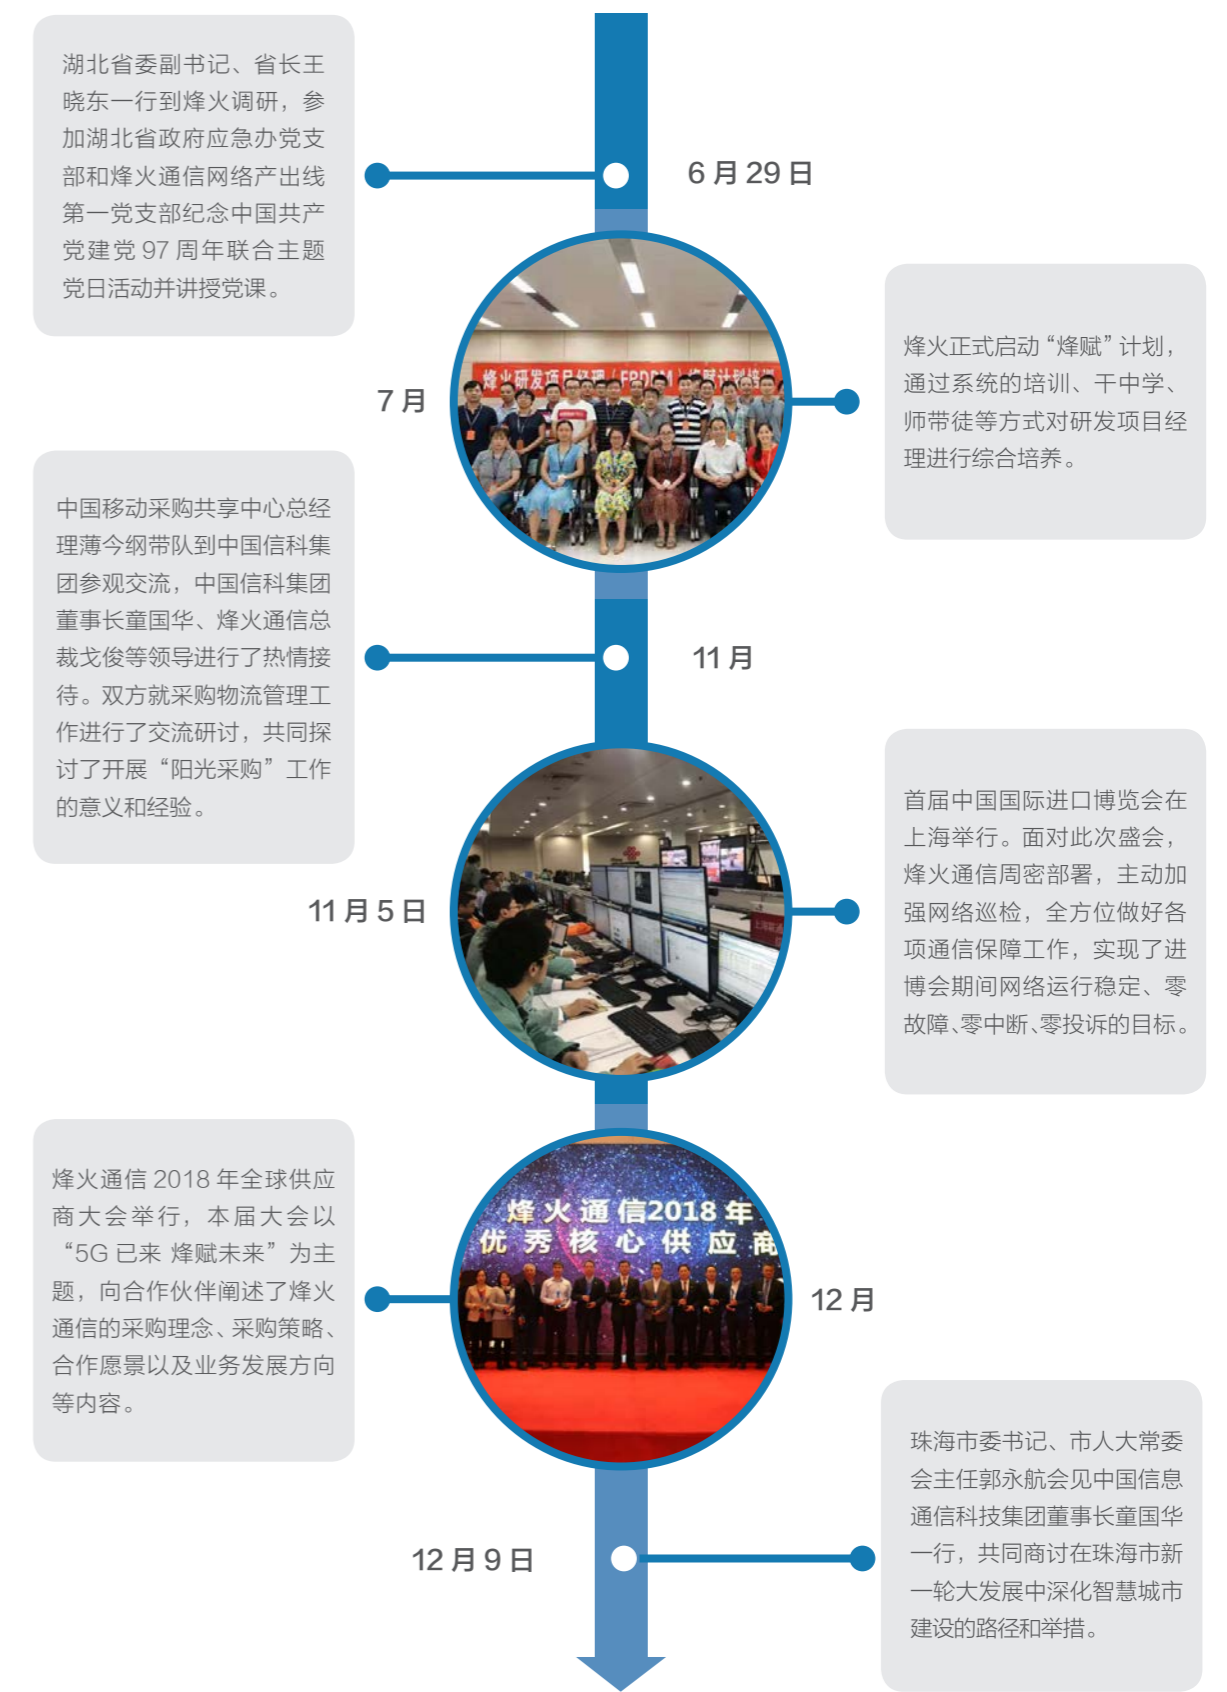 湖北省委副书记、省长王
晓东一行到烽火调研，参
加湖北省政府应急办党支
部和烽火通信网络产出线
第一党支部纪念中国共产
党建党 97 周年联合主题
党日活动并讲授党课。
6 月 29 日
烽火研发项目经理（FRDPM）烽赋计划培训
7 月
烽火正式启动“烽赋”计划，
通过系统的培训、干中学、
师带徒等方式对研发项目经
理进行综合培养。
中国移动采购共享中心总经
理薄今纲带队到中国信科集
团参观交流，中国信科集团
董事长童国华、烽火通信总
裁戈俊等领导进行了热情接
待。双方就采购物流管理工
作进行了交流研讨，共同探
讨了开展“阳光采购”工作
的意义和经验。
11 月
11 月 5 日
首届中国国际进口博览会在
上海举行。面对此次盛会，
烽火通信周密部署，主动加
强网络巡检，全方位做好各
项通信保障工作，实现了进
博会期间网络运行稳定、零
故障、零中断、零投诉的目标。
烽火通信 2018 年全球供应
商大会举行，本届大会以
“5G 已来 烽赋未来”为主
题，向合作伙伴阐述了烽火
通信的采购理念、采购策略、
合作愿景以及业务发展方向
等内容。
烽火通信2018年
优秀核心供应商
12 月
12 月 9 日
珠海市委书记、市人大常委
会主任郭永航会见中国信息
通信科技集团董事长童国华
一行，共同商讨在珠海市新
一轮大发展中深化智慧城市
建设的路径和举措。